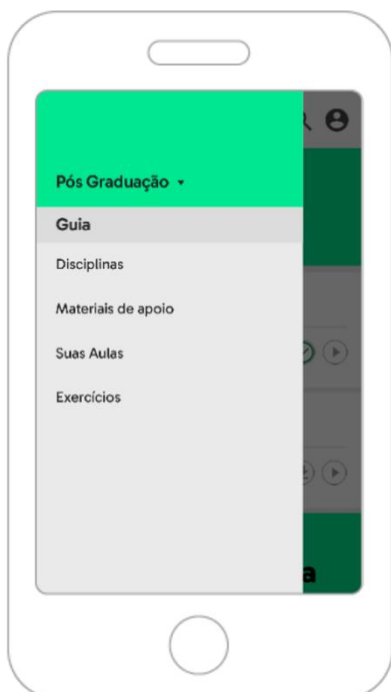 Pós Graduação
Guia
Disciplinas
Materiais de apoio
Suas Aulas
Exercícios
a